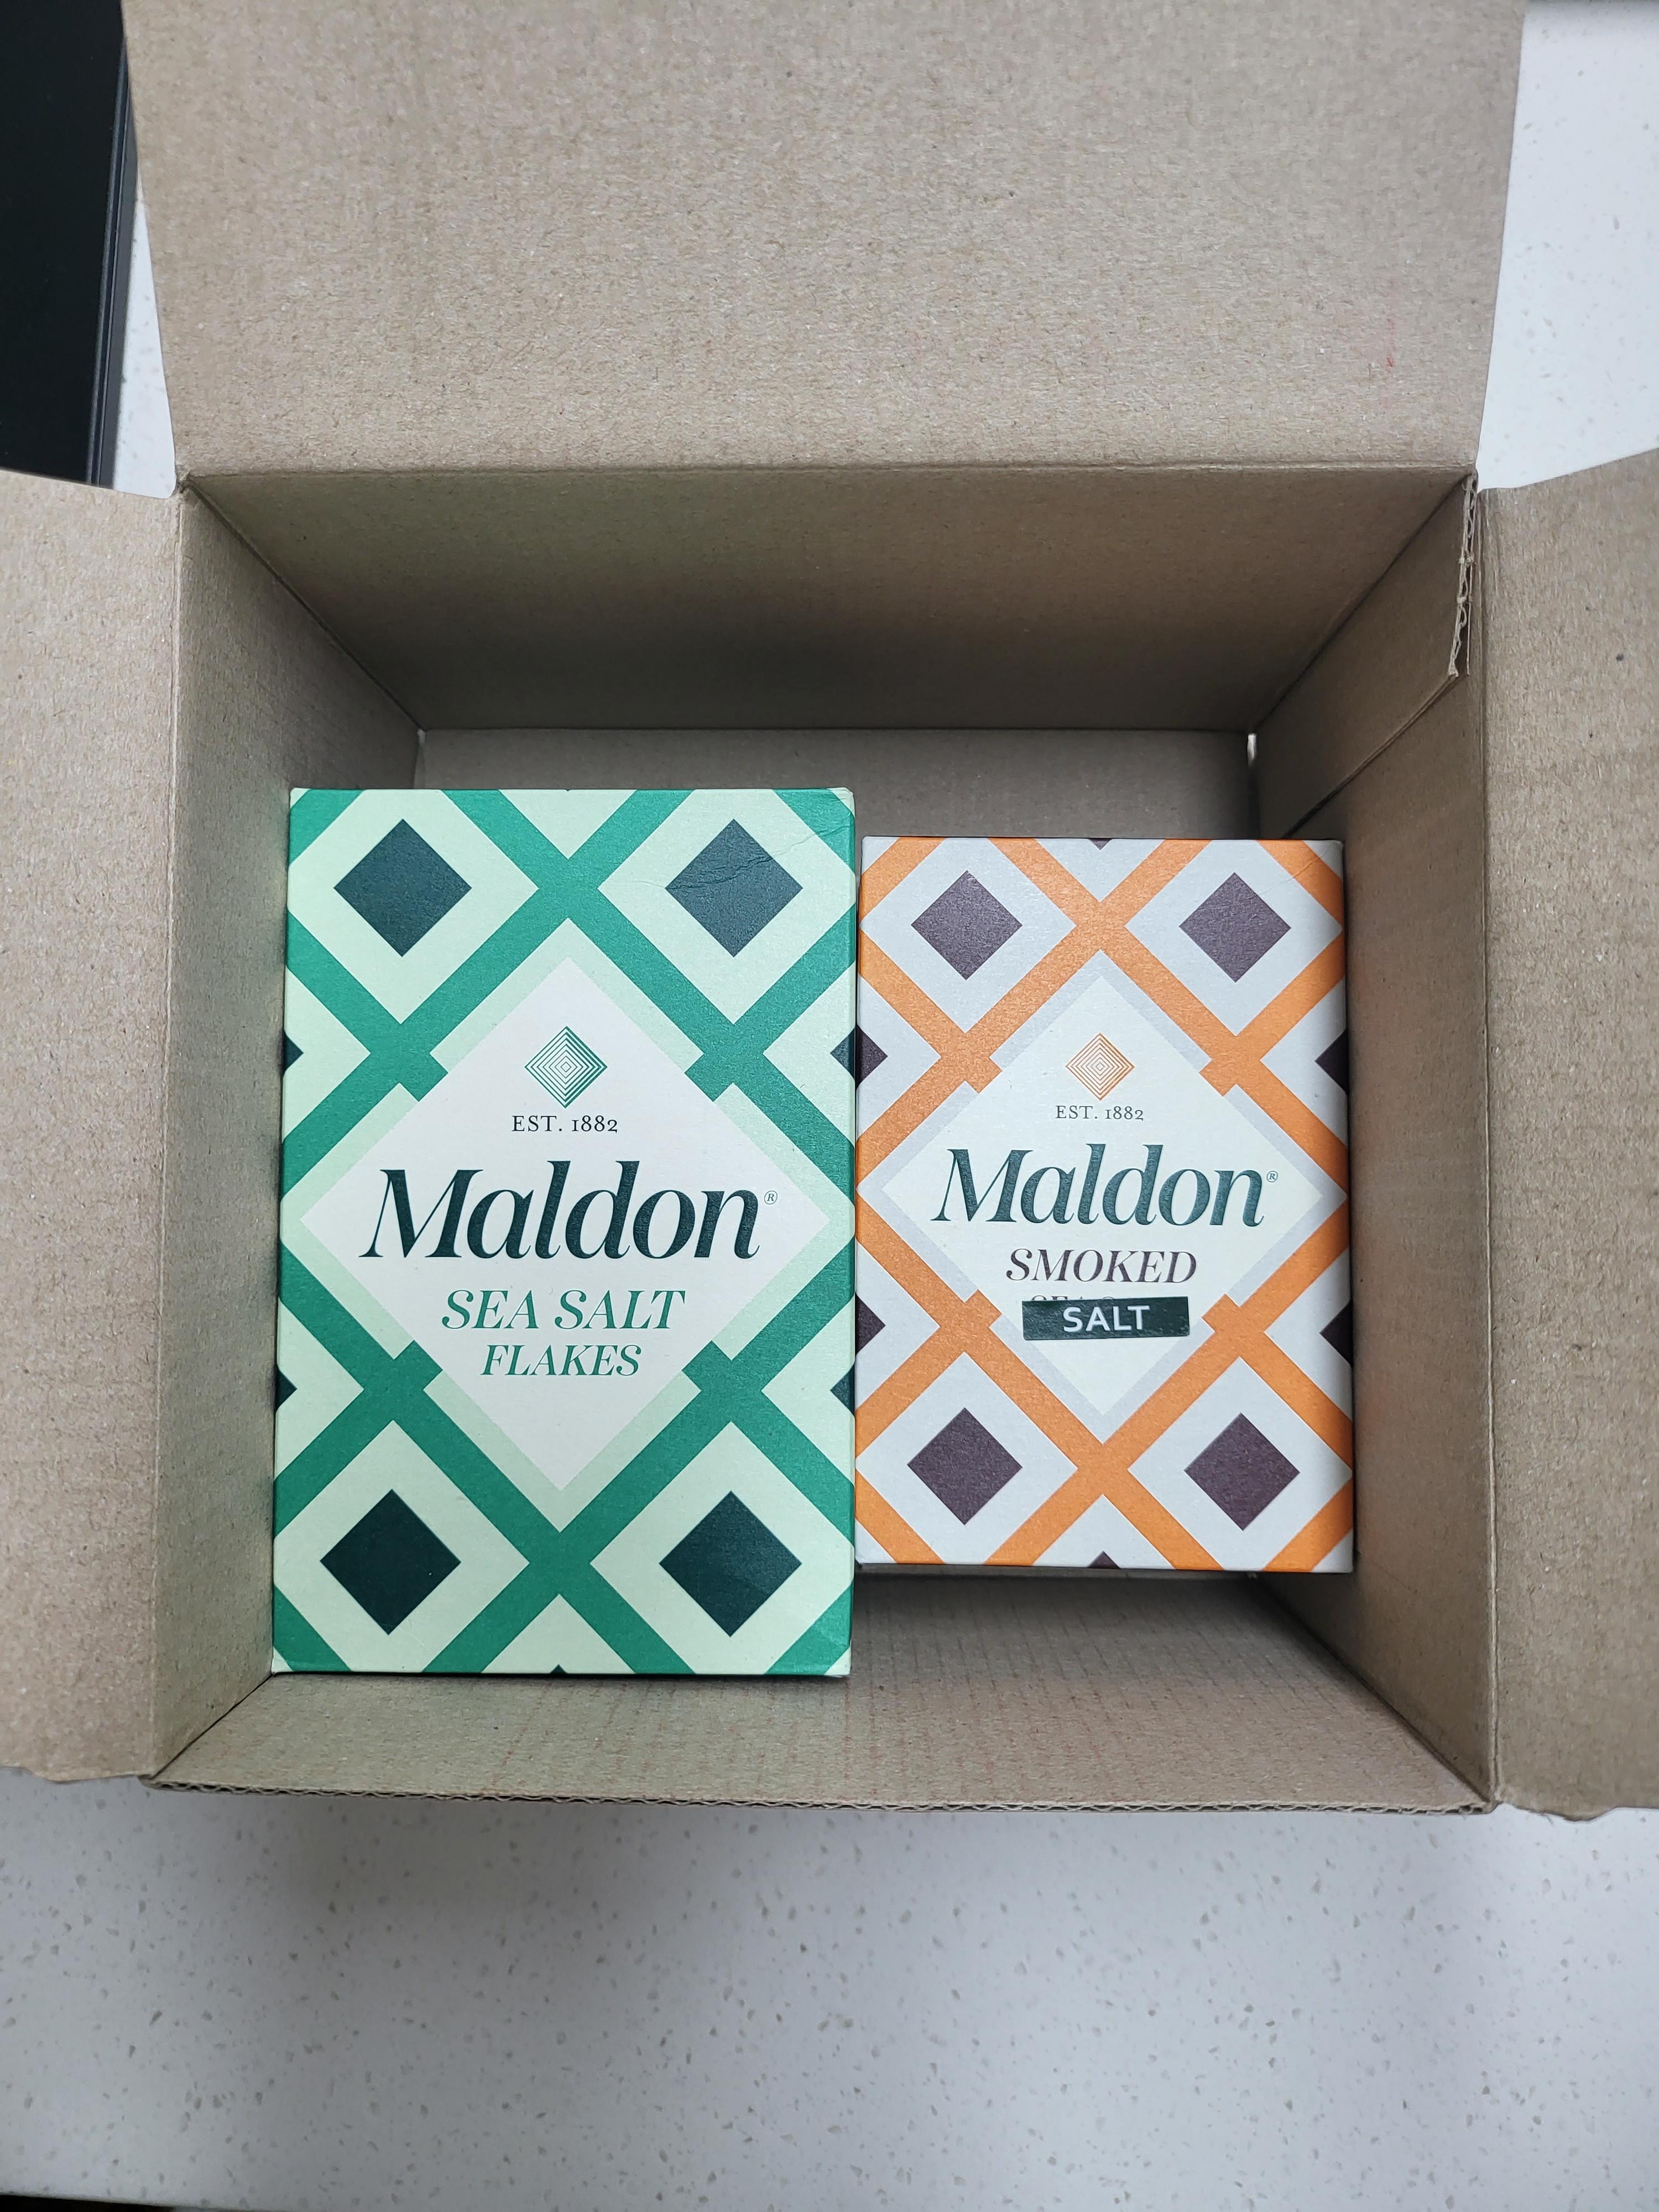 EST. 1882
Maldon®
SEA SALT
FLAKES
EST. 1882
Maldon®
SMOKED
SALT